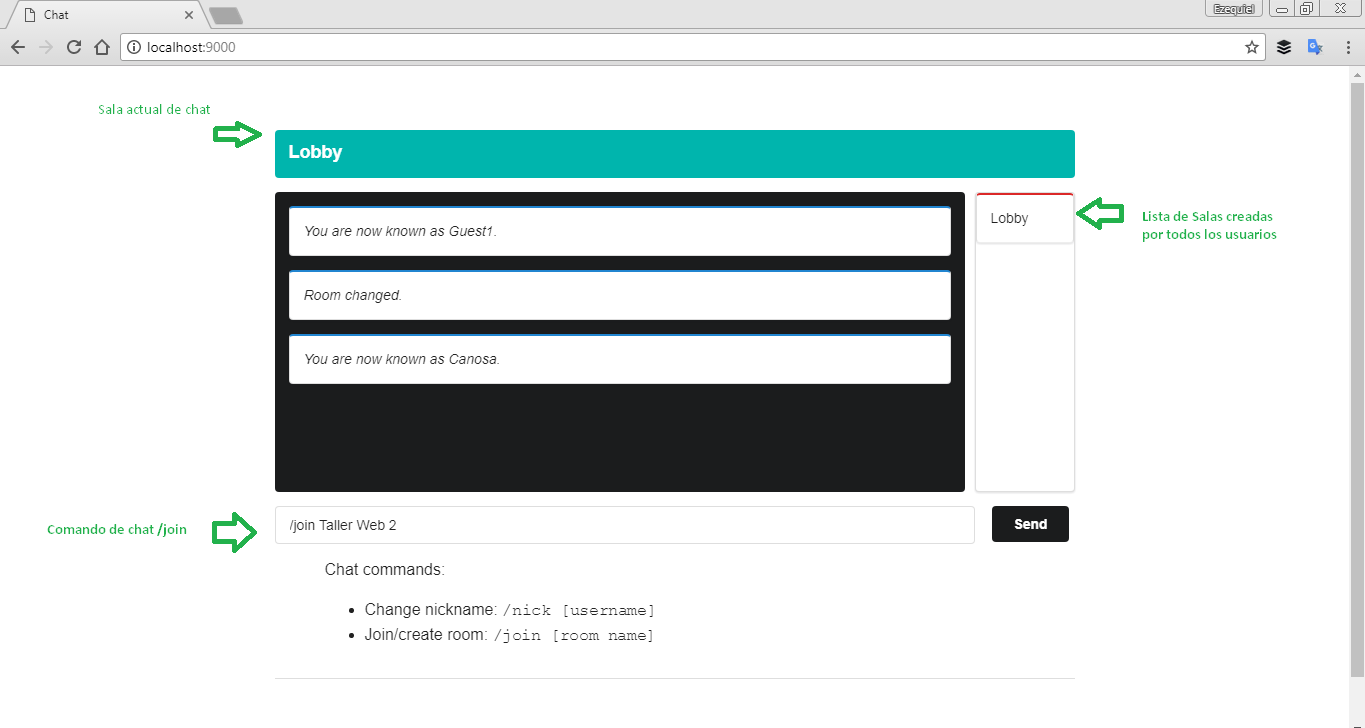 Chat
Ezequiel
localhost:9000
Sala actual de chat
Lobby
You are now known as Guest1.
Lobby
Lista de Salas creadas
por todos los usuarios
Room changed.
You are now known as Canosa.
Comando de chat /join
/join Taller Web 2
Send
Chat commands:
• Change nickname: /nick [username]
• Join/create room: /join [room name]